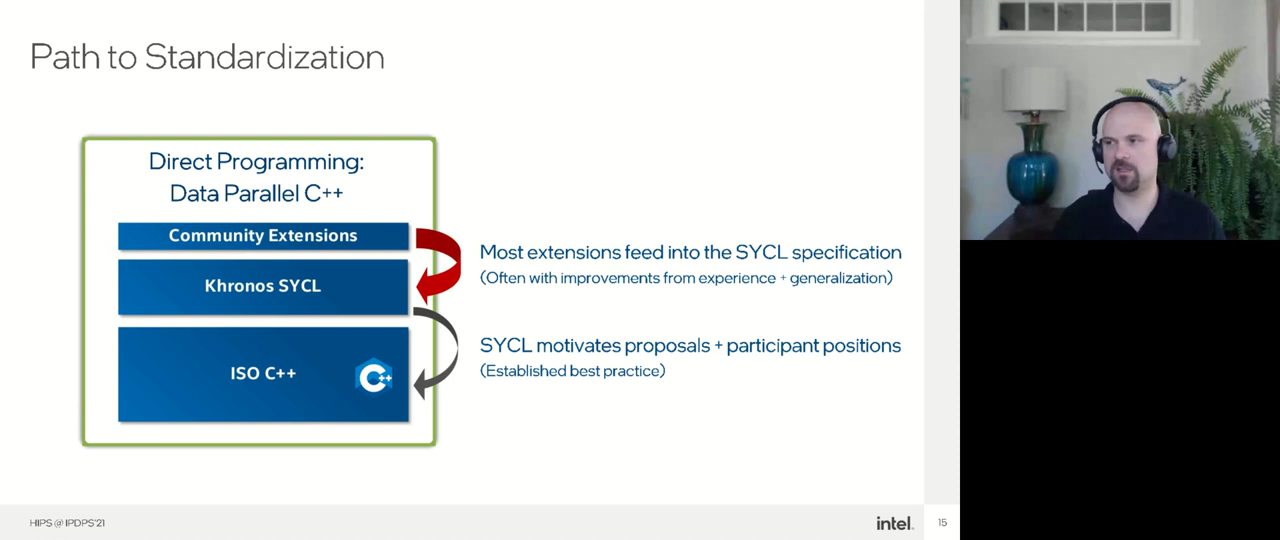 Path to Standardization
Direct Programming:
Data Parallel C++
Community Extensions
Khronos SYCL
ISO C++
C++
Most extensions feed into the SYCL specification
(Often with improvements from experience + generalization)
SYCL motivates proposals + participant positions
(Established best practice)
HIPS @ IPDPS'21
intel.
15